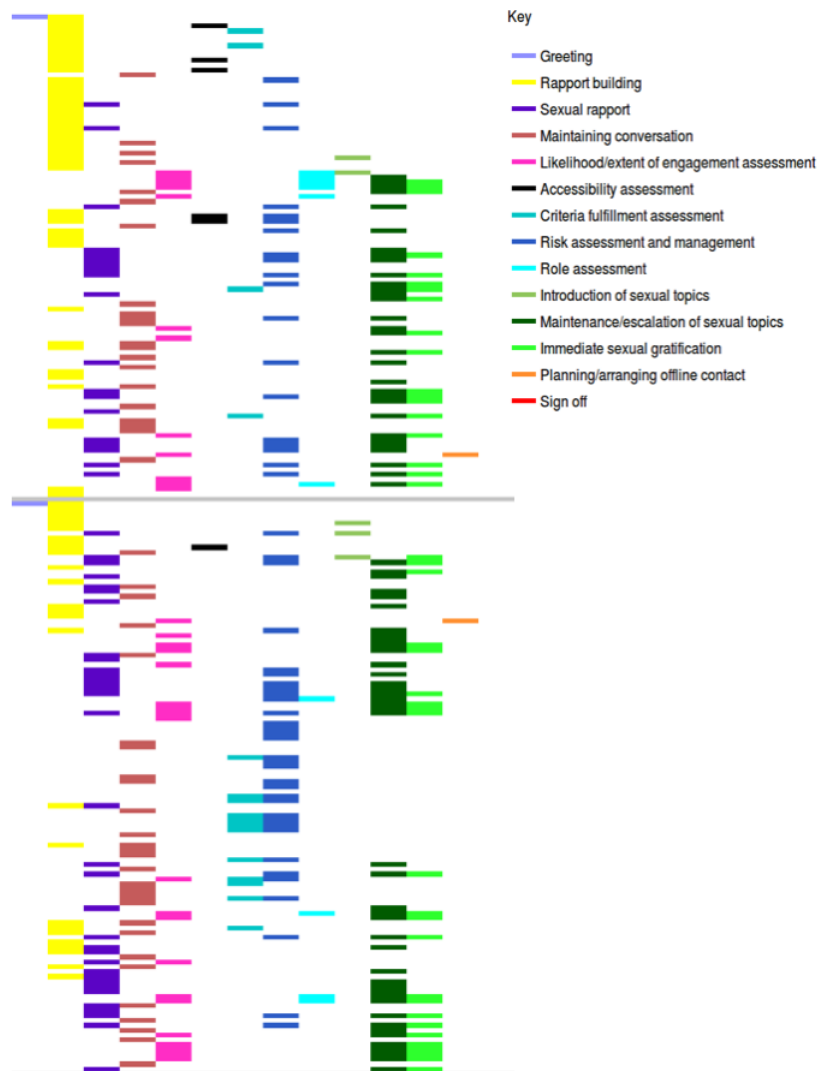 Key
Greeting
Rapport building
Sexual rapport
Maintaining conversation
Likelihood/extent of engagement assessment
Accessibility assessment
Criteria fulfillment assessment
Risk assessment and management
Role assessment
Introduction of sexual topics
Maintenance/escalation of sexual topics
Immediate sexual gratification
Planning/arranging offline contact
Sign off